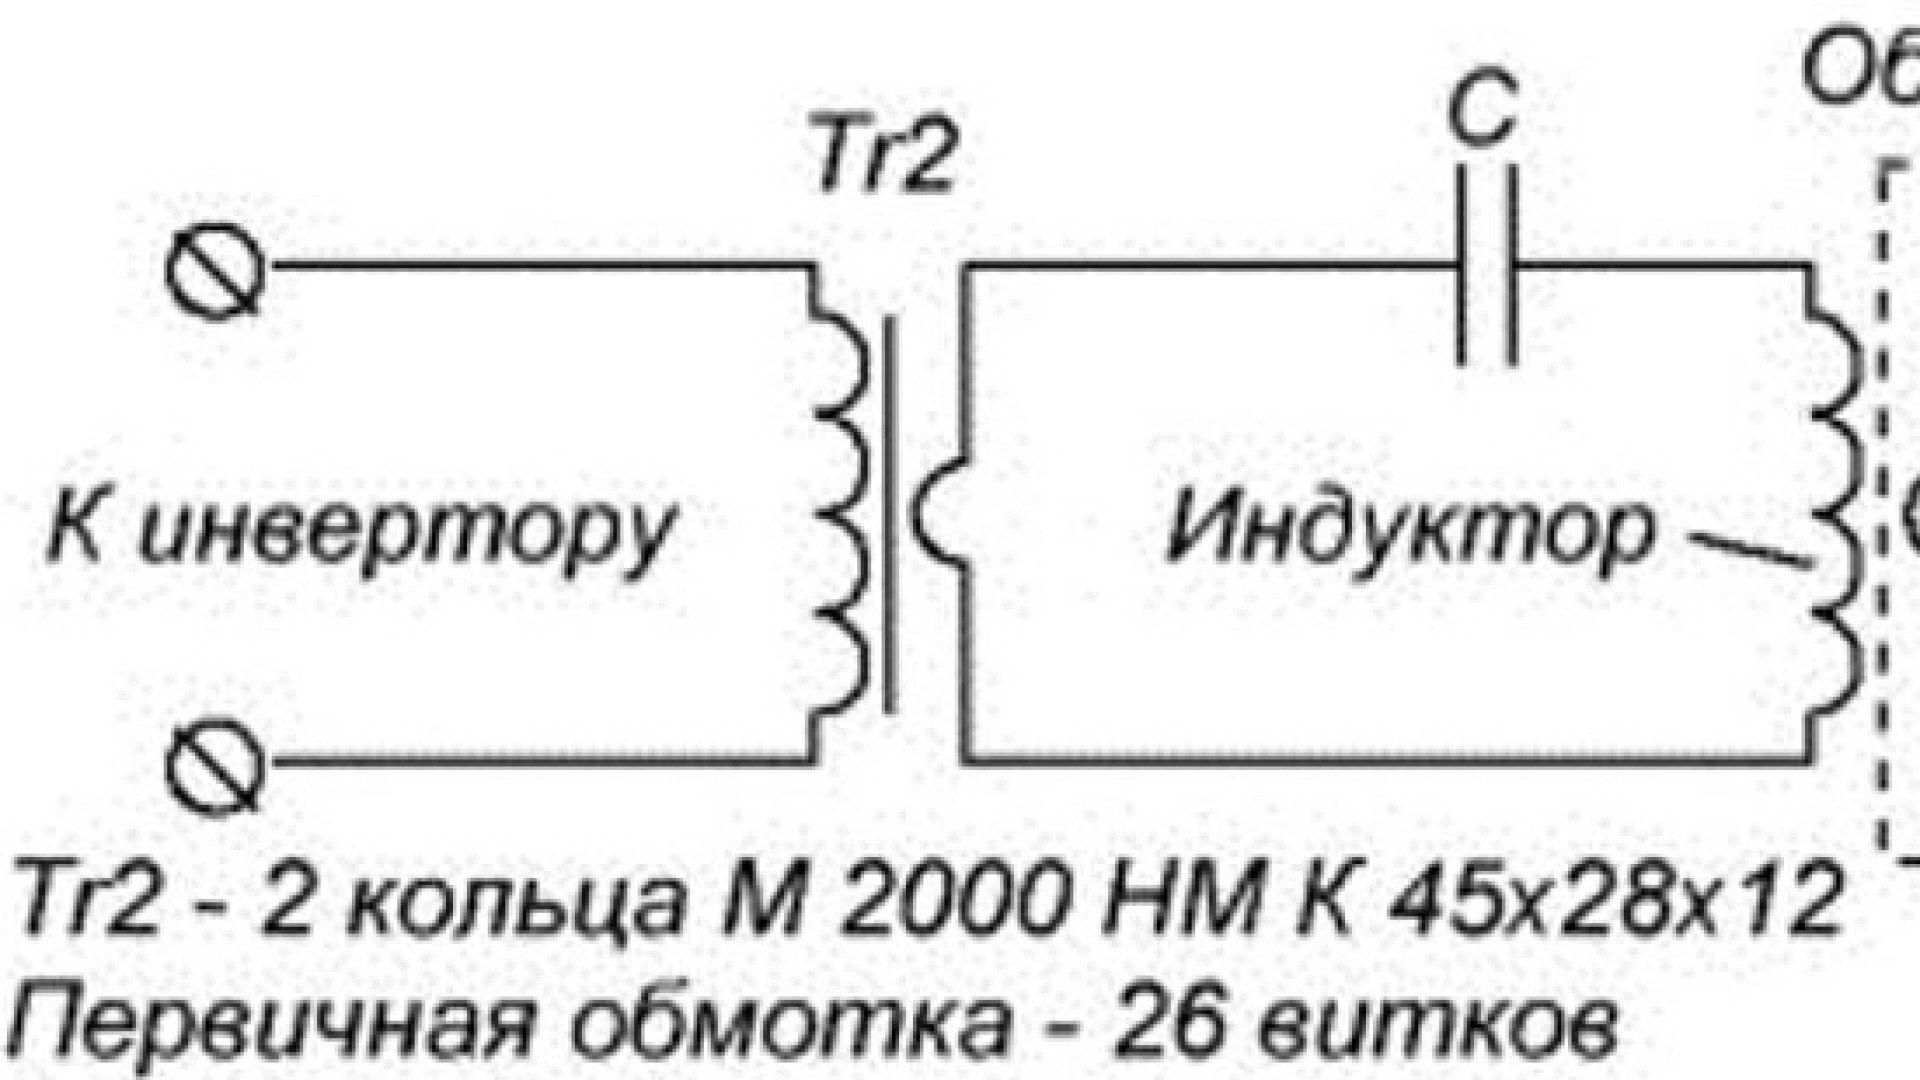 C
Tr2
К инвертору
Индуктор
Tr2 - 2 кольца М 2000 НМ К 45x28x12
Первичная обмотка - 26 витков